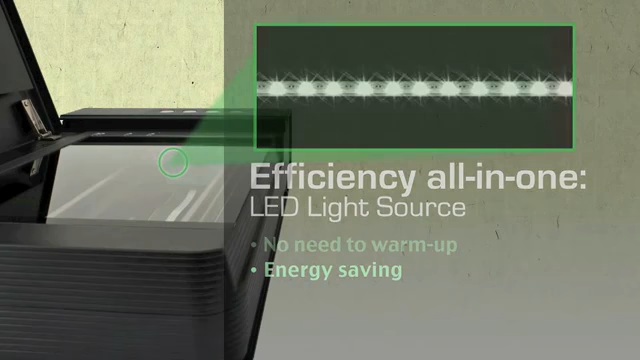 Efficiency all-in-one:
LED Light Source
• No need to warm-up
• Energy saving